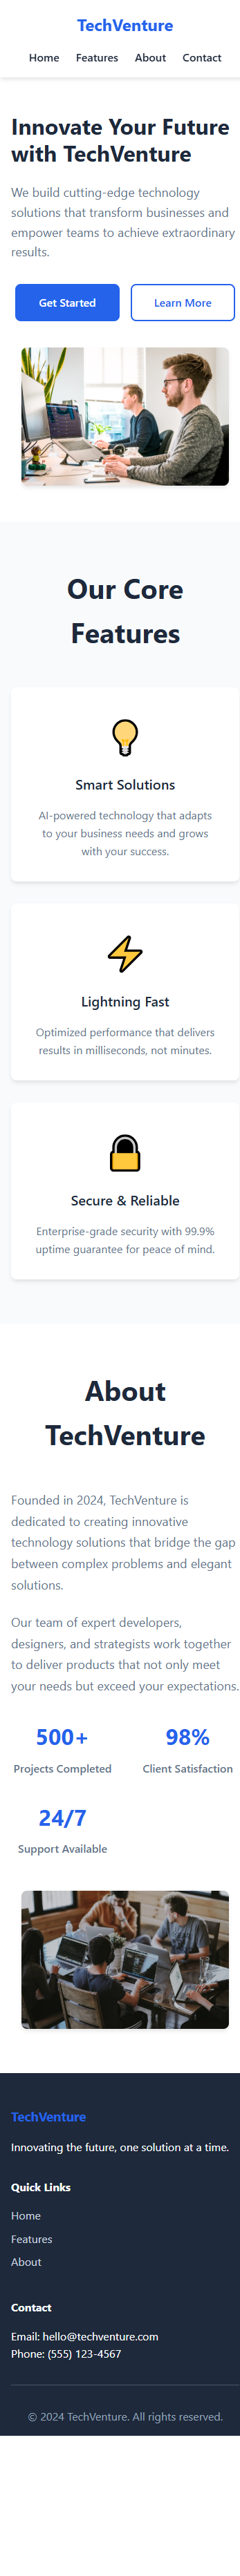 TechVenture
Home Features About Contact
Innovate Your Future
with TechVenture
We build cutting-edge technology
solutions that transform businesses and
empower teams to achieve extraordinary
results.
Get Started Learn More
Our Core
Features
Smart Solutions
AI-powered technology that adapts
to your business needs and grows
with your success.
Lightning Fast
Optimized performance that delivers
results in milliseconds, not minutes.
Secure & Reliable
Enterprise-grade security with 99.9%
uptime guarantee for peace of mind.
About
TechVenture
Founded in 2024, TechVenture is
dedicated to creating innovative
technology solutions that bridge the gap
between complex problems and elegant
solutions.
Our team of expert developers,
designers, and strategists work together
to deliver products that not only meet
your needs but exceed your expectations.
500+ 98%
Projects Completed Client Satisfaction
24/7
Support Available
TechVenture
Innovating the future, one solution at a time.
Quick Links
Home
Features
About
Contact
Email: hello@techventure.com
Phone: (555) 123-4567
© 2024 TechVenture. All rights reserved.